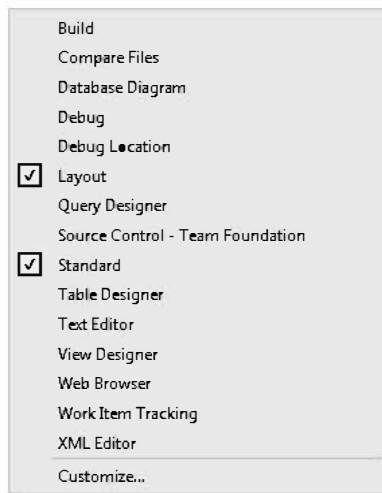 Build
Compare Files
Database Diagram
Debug
Debug Location
Layout
Query Designer
Source Control - Team Foundation
Standard
Table Designer
Text Editor
View Designer
Web Browser
Work Item Tracking
XML Editor
Customize...